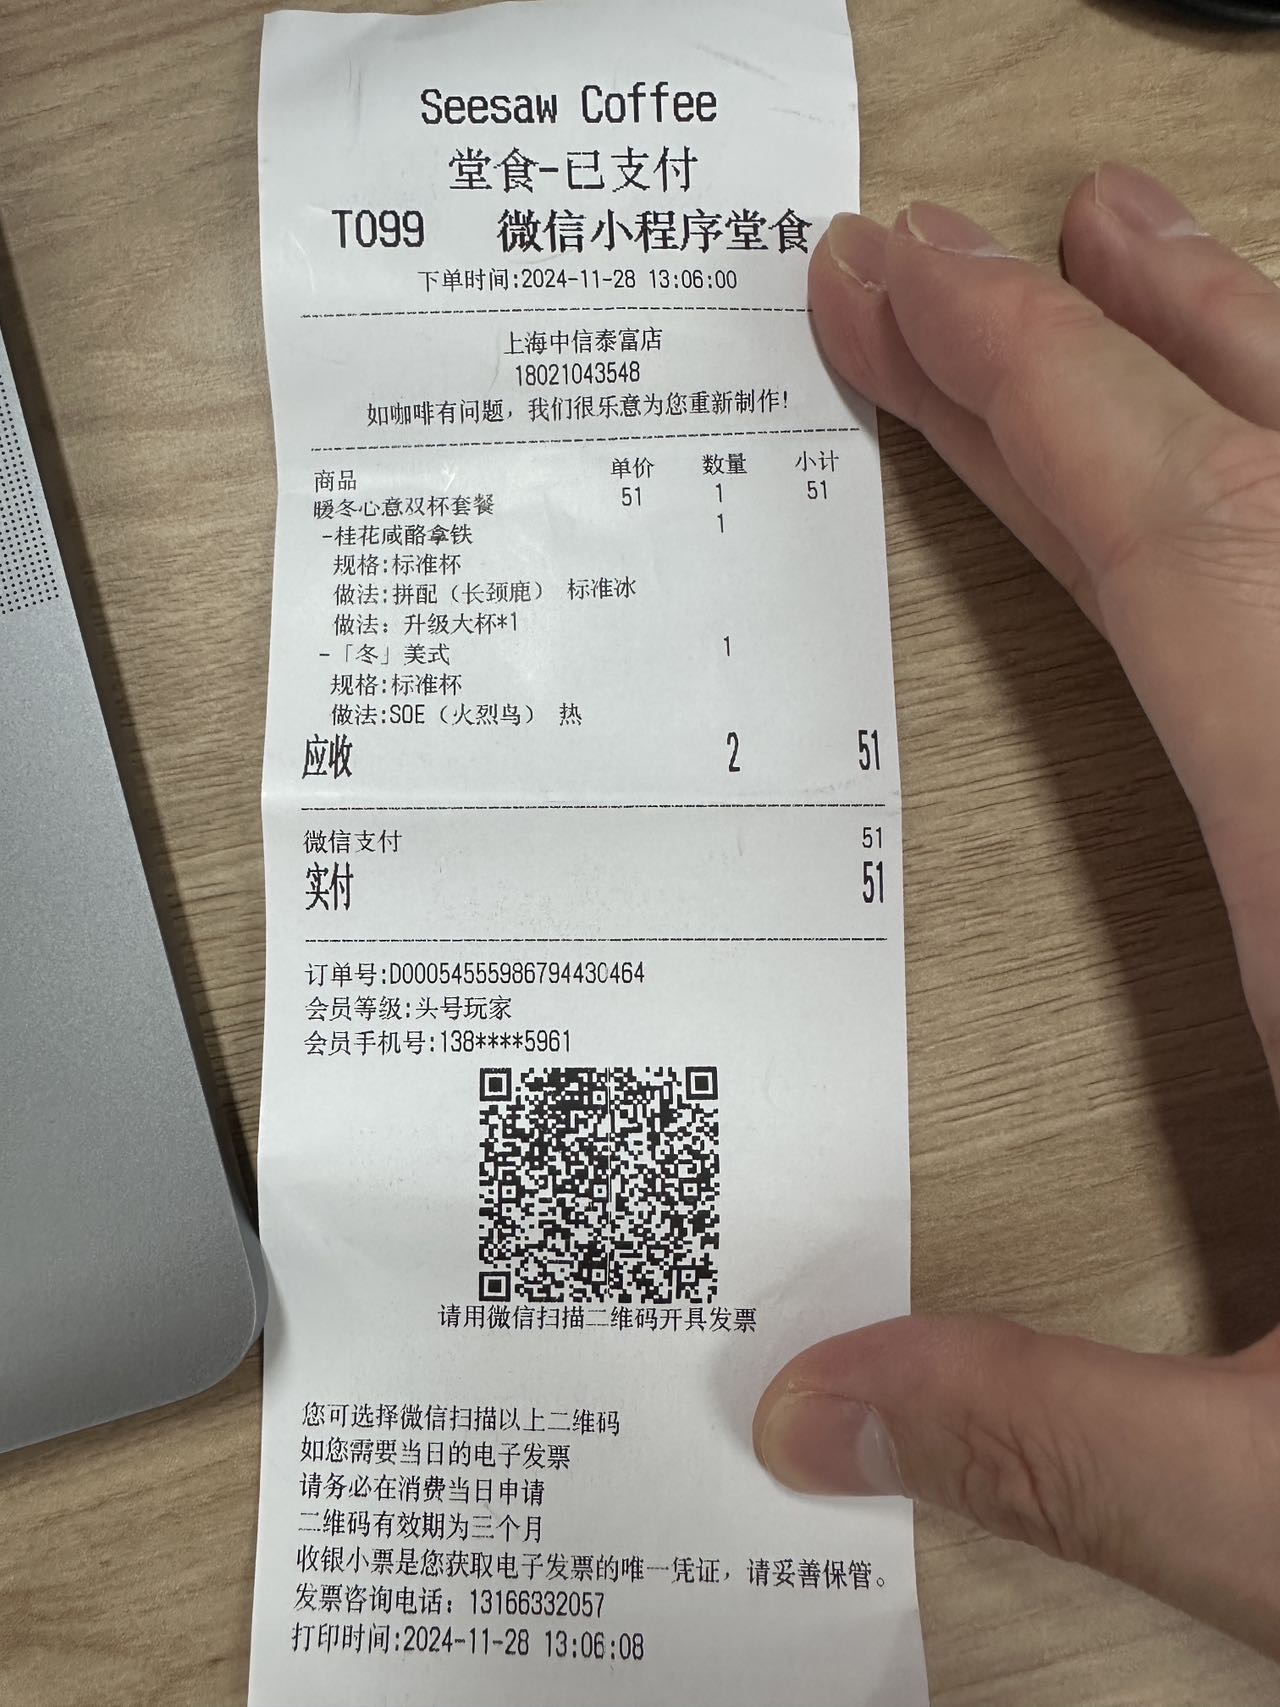 Seesaw Coffee
堂食-已支付
T099 微信小程序堂食
下单时间:2024-11-28 13:06:00
上海中信泰富店
18021043548
如咖啡有问题，我们很乐意为您重新制作!
商品 单价 数量 小计
暖冬心意双杯套餐 51 1 51
-桂花咸酪拿铁 1
规格:标准杯
做法:拼配（长颈鹿） 标准冰
做法：升级大杯*1
-「冬」美式 1
规格:标准杯
做法:SOE（火烈鸟） 热
应收 2 51
微信支付 51
实付 51
订单号:D00054555986794430464
会员等级:头号玩家
会员手机号:138****5961
请用微信扫描二维码开具发票
您可选择微信扫描以上二维码
如您需要当日的电子发票
请务必在消费当日申请
二维码有效期为三个月
收银小票是您获取电子发票的唯一凭证，请妥善保管。
发票咨询电话：13166332057
打印时间:2024-11-28 13:06:08